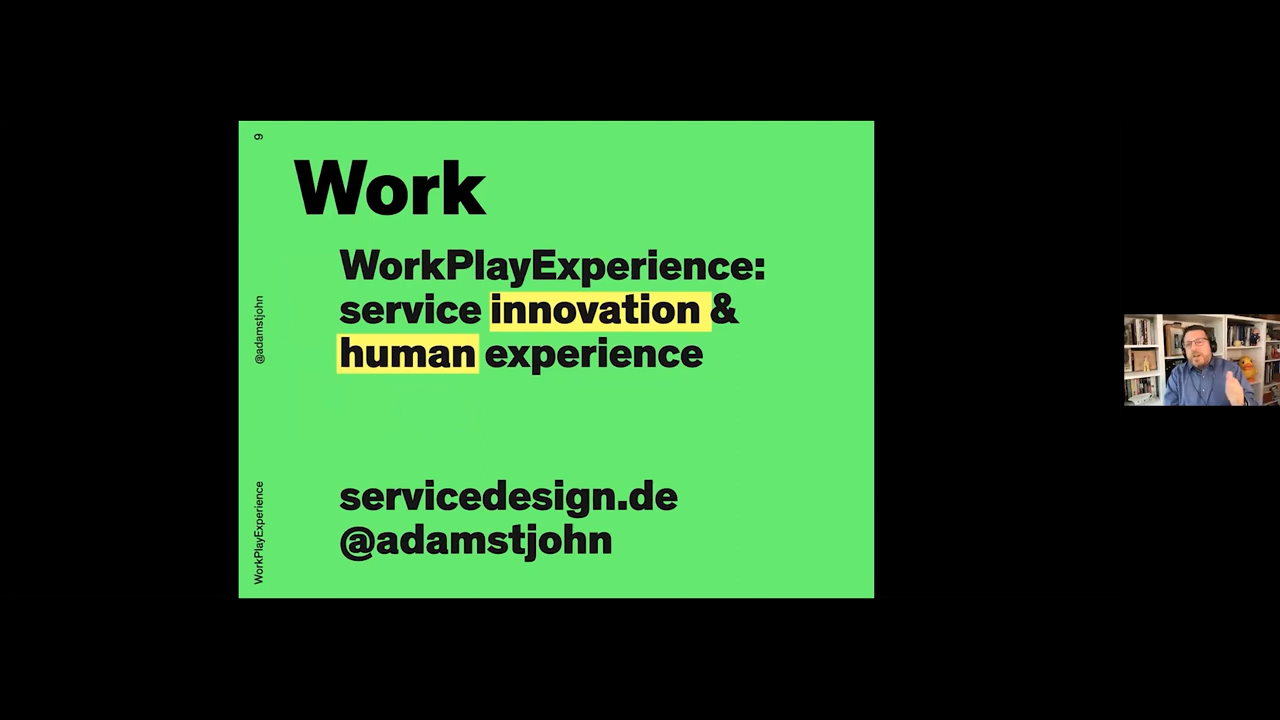 9
Work
WorkPlayExperience:
service innovation &
human experience
@adamstjohn
servicedesign.de
@adamstjohn
WorkPlayExperience